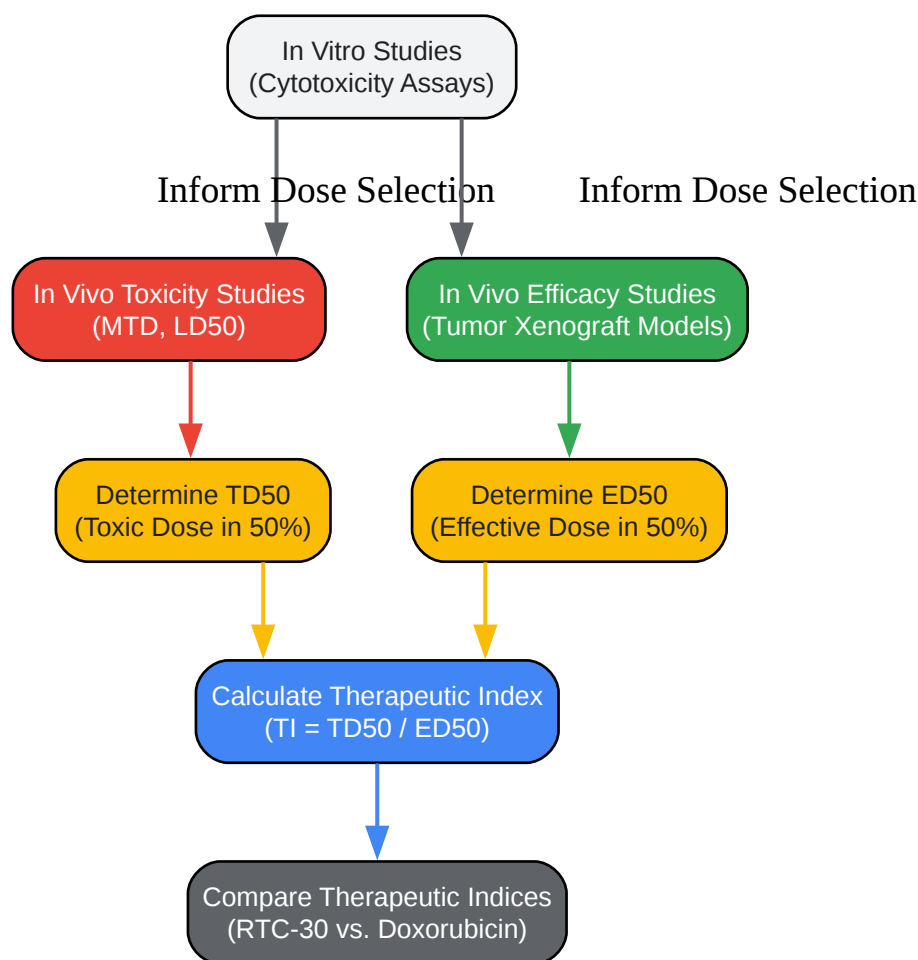 In Vitro Studies
(Cytotoxicity Assays)
Inform Dose Selection
Inform Dose Selection
In Vivo Toxicity Studies
(MTD, LD50)
In Vivo Efficacy Studies
(Tumor Xenograft Models)
Determine TD50
(Toxic Dose in 50%)
Determine ED50
(Effective Dose in 50%)
Calculate Therapeutic Index
(TI = TD50 / ED50)
Compare Therapeutic Indices
(RTC-30 vs. Doxorubicin)